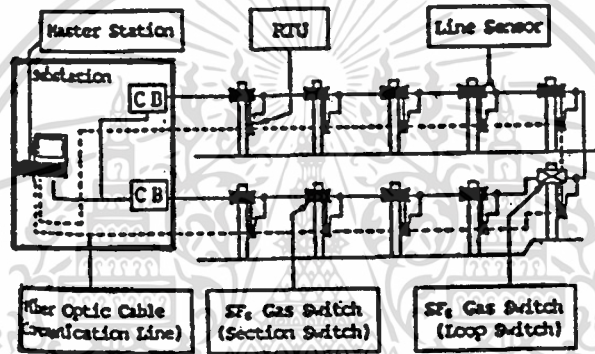 Master Station
RTU
Line Sensor
Substation
CB
CB
Fiber Optic Cable
(Communication Line)
SF₆ Gas Switch
(Section Switch)
SF₆ Gas Switch
(Loop Switch)